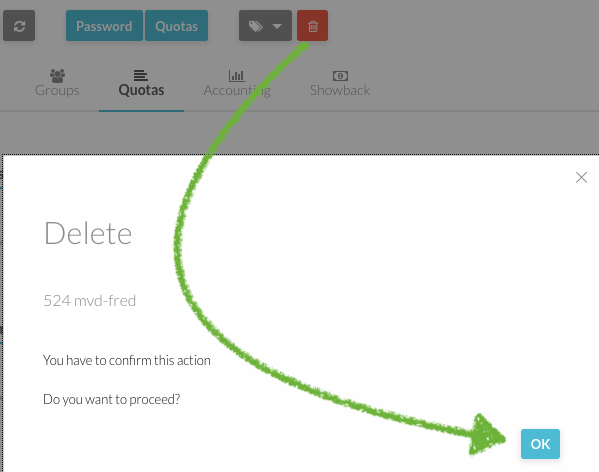 Password Quotas
Groups Quotas Accounting Showback
Delete
524 mvd-fred
You have to confirm this action
Do you want to proceed?
OK